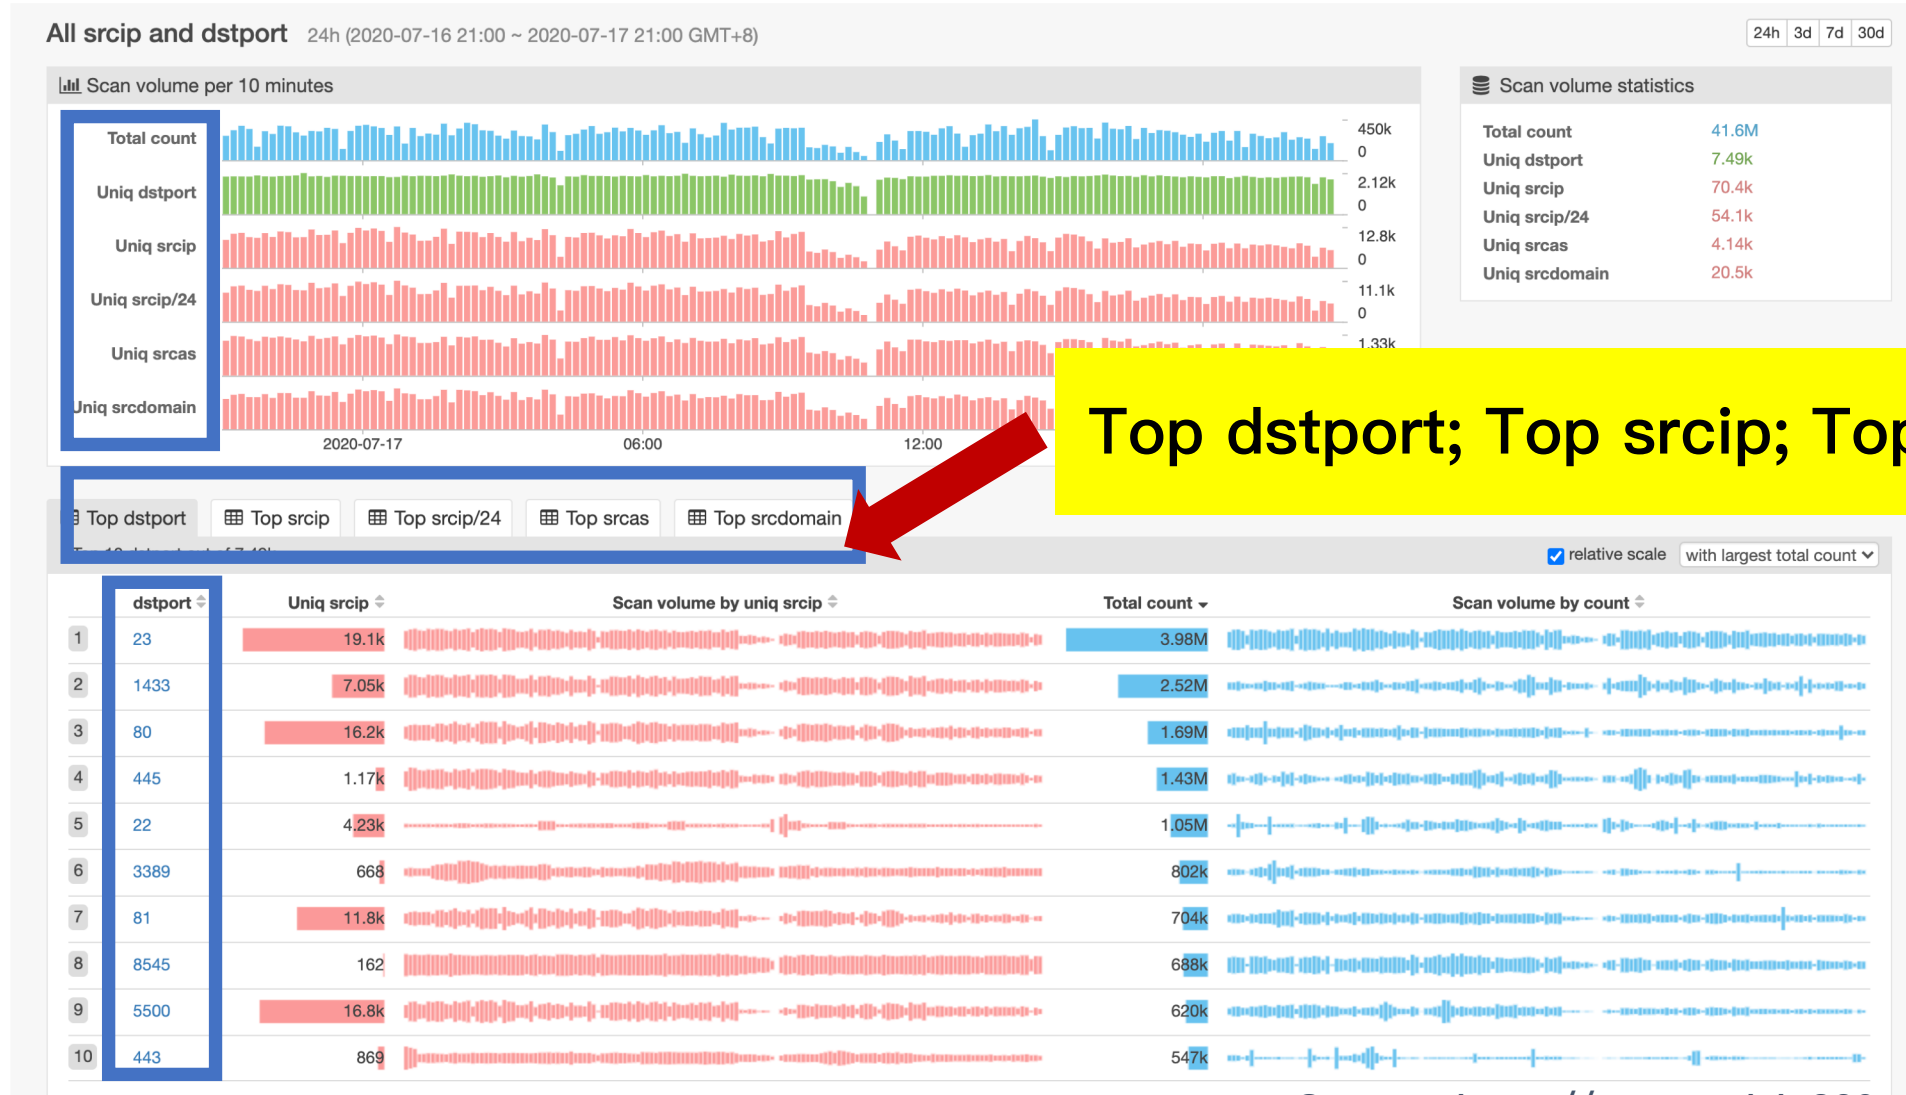 All srcip and dstport 24h (2020-07-16 21:00 ~ 2020-07-17 21:00 GMT+8)
24h 3d 7d 30d
Scan volume per 10 minutes
Total count 450k 0
Uniq dstport 2.12k 0
Uniq srcip 12.8k 0
Uniq srcip/24 11.1k 0
Uniq srcas 1.33k
Uniq srcdomain
2020-07-17 06:00 12:00
Scan volume statistics
Total count 41.6M
Uniq dstport 7.49k
Uniq srcip 70.4k
Uniq srcip/24 54.1k
Uniq srcas 4.14k
Uniq srcdomain 20.5k
Top dstport; Top srcip; Top
Top dstport Top srcip Top srcip/24 Top srcas Top srcdomain
relative scale with largest total count
dstport Uniq srcip Scan volume by uniq srcip Total count Scan volume by count
1 23 19.1k 3.98M
2 1433 7.05k 2.52M
3 80 16.2k 1.69M
4 445 1.17k 1.43M
5 22 4.23k 1.05M
6 3389 668 802k
7 81 11.8k 704k
8 8545 162 688k
9 5500 16.8k 620k
10 443 869 547k